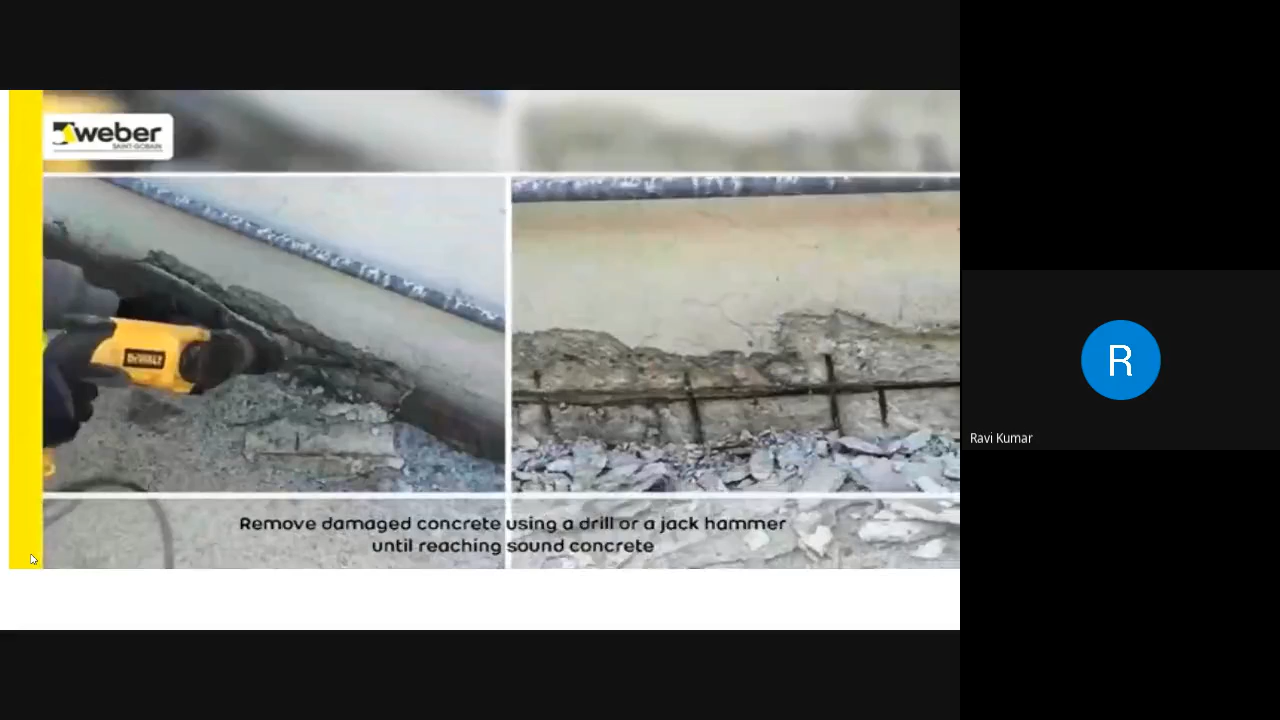 weber
SAINT-GOBAIN
DEWALT
Remove damaged concrete using a drill or a jack hammer
until reaching sound concrete
R
Ravi Kumar